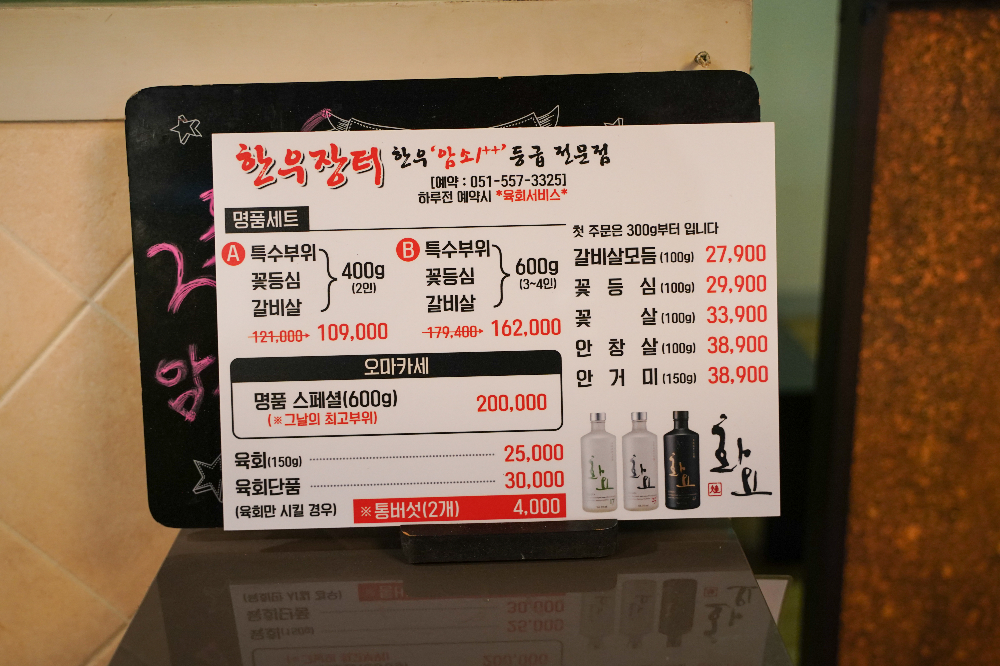 한우장터 한우'암소1++'등급 전문점
[예약 : 051-557-3325]
하루전 예약시 *육회서비스*
명품세트
A 특수부위
꽃등심
갈비살
400g
(2인)
121,000 109,000
B 특수부위
꽃등심
갈비살
600g
(3~4인)
179,400 162,000
오마카세
명품 스페셜(600g)
(※그날의 최고부위)
200,000
육회(150g) 25,000
육회단품 30,000
(육회만 시킬 경우)
※통버섯(2개) 4,000
첫 주문은 300g부터 입니다
갈비살모듬(100g) 27,900
꽃등심(100g) 29,900
꽃살(100g) 33,900
안창살(100g) 38,900
안거미(150g) 38,900
화요
화요
화요
화요
암